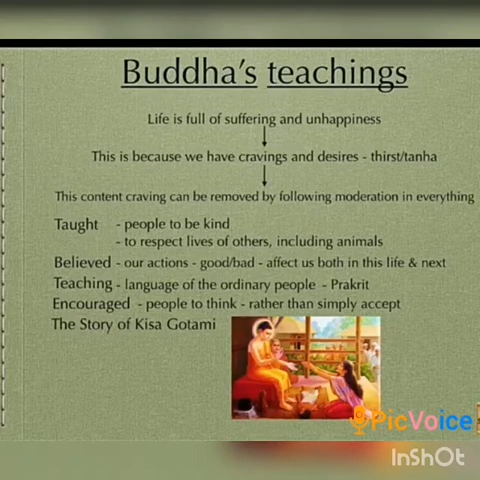 Buddha's teachings
Life is full of suffering and unhappiness
This is because we have cravings and desires - thirst/tanha
This content craving can be removed by following moderation in everything
Taught - people to be kind
- to respect lives of others, including animals
Believed - our actions - good/bad - affect us both in this life & next
Teaching - language of the ordinary people - Prakrit
Encouraged - people to think - rather than simply accept
The Story of Kisa Gotami
PicVoice
InShOt